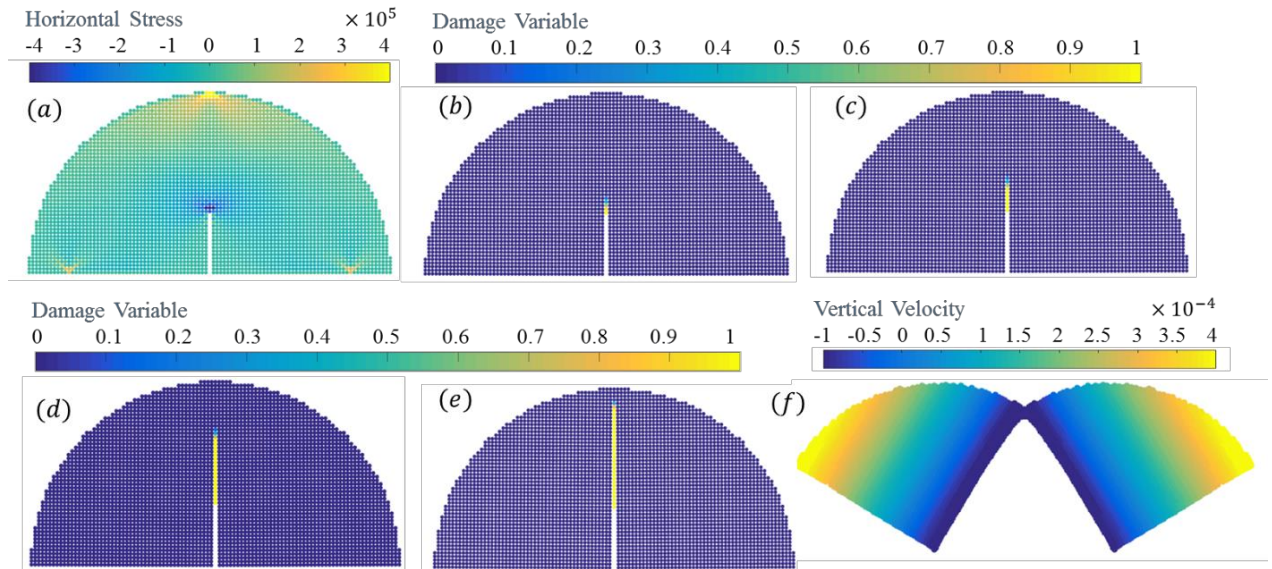 Horizontal Stress × 10⁵
-4 -3 -2 -1 0 1 2 3 4
(a)
Damage Variable
0 0.1 0.2 0.3 0.4 0.5 0.6 0.7 0.8 0.9 1
(b)
(c)
Damage Variable
0 0.1 0.2 0.3 0.4 0.5 0.6 0.7 0.8 0.9 1
(d)
(e)
Vertical Velocity × 10⁻⁴
-1 -0.5 0 0.5 1 1.5 2 2.5 3 3.5 4
(f)